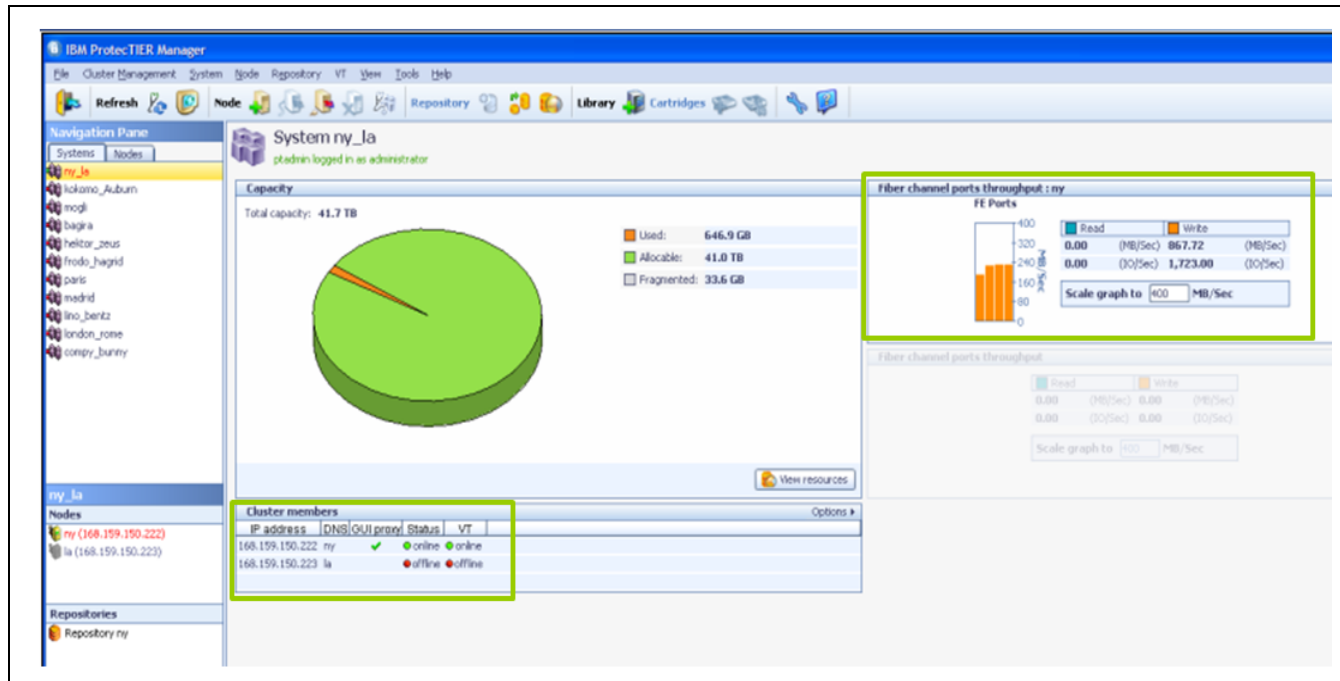 IBM ProtecTIER Manager
File Cluster Management System Node Repository VT View Tools Help
Refresh Node Repository Library Cartridges
Navigation Pane
Systems Nodes
ny_la
kokomo_Auburn
mogli
bagira
hektor_zeus
frodo_hagrid
paris
madrid
lino_bentz
london_rome
compy_bunny
ny_la
Nodes
ny (168.159.150.222)
la (168.159.150.223)
Repositories
Repository ny
System ny_la
ptadmin logged in as administrator
Capacity
Total capacity: 41.7 TB
Used: 646.9 GB
Allocable: 41.0 TB
Fragmented: 33.6 GB
View resources
Cluster members Options
IP address DNS GUI proxy Status VT
168.159.150.222 ny online online
168.159.150.223 la offline offline
Fiber channel ports throughput : ny
FE Ports
400
320
240
160
80
0
MB/Sec
Read Write
0.00 (MB/Sec) 867.72 (MB/Sec)
0.00 (IO/Sec) 1,723.00 (IO/Sec)
Scale graph to 400 MB/Sec
Fiber channel ports throughput
Read Write
0.00 (MB/Sec) 0.00 (MB/Sec)
0.00 (IO/Sec) 0.00 (IO/Sec)
Scale graph to 400 MB/Sec